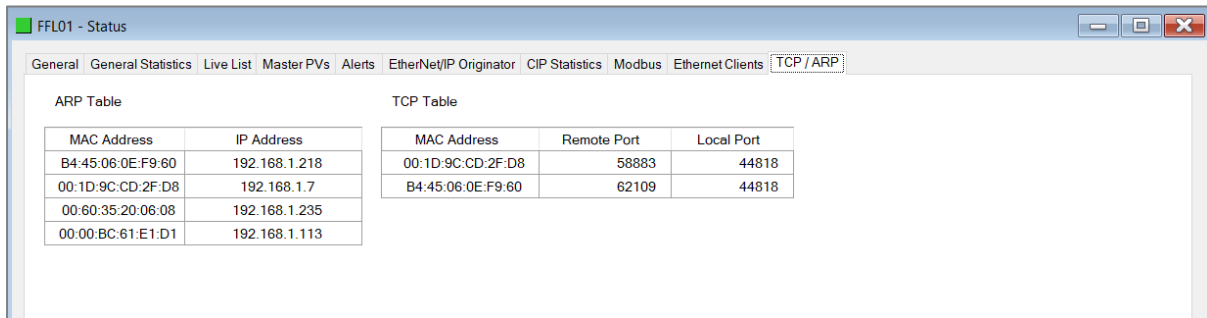 FFL01 - Status
General General Statistics Live List Master PVs Alerts EtherNet/IP Originator CIP Statistics Modbus Ethernet Clients TCP / ARP
ARP Table TCP Table
MAC Address IP Address MAC Address Remote Port Local Port
B4:45:06:0E:F9:60 192.168.1.218 00:1D:9C:CD:2F:D8 58883 44818
00:1D:9C:CD:2F:D8 192.168.1.7 B4:45:06:0E:F9:60 62109 44818
00:60:35:20:06:08 192.168.1.235
00:00:BC:61:E1:D1 192.168.1.113